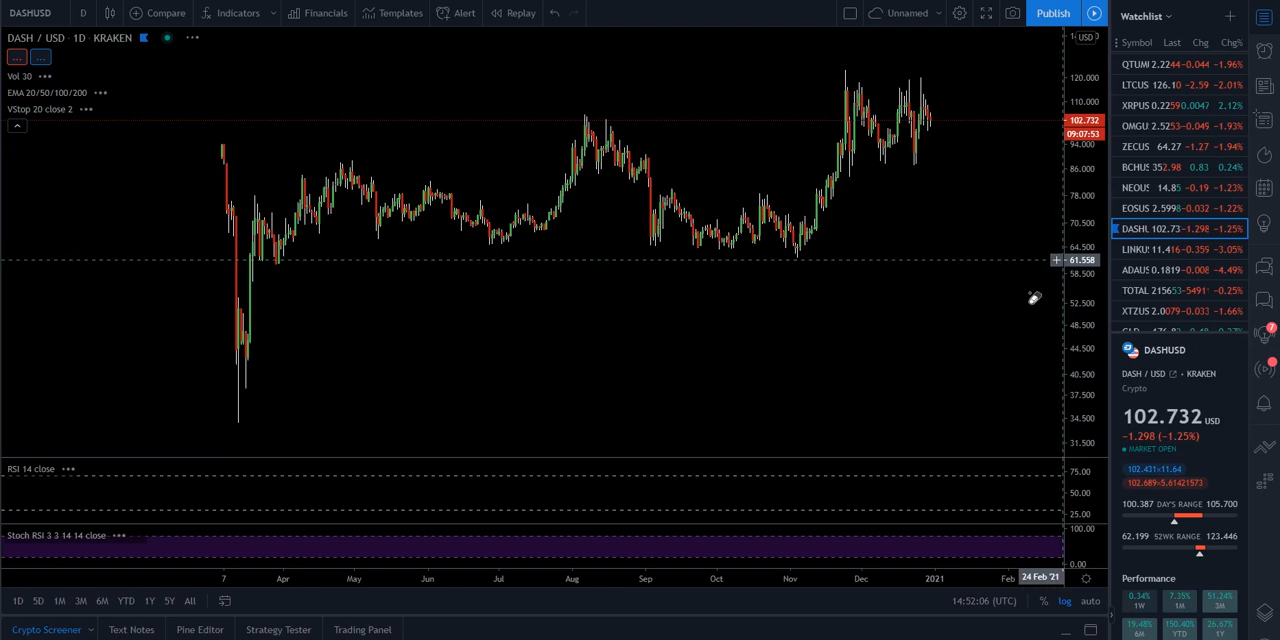 DASHUSD D Compare Indicators Financials Templates Alert Replay Unnamed Publish
DASH / USD · 1D · KRAKEN
Vol 30
EMA 20/50/100/200
VStop 20 close 2
USD
120.000
110.000
102.732
09:07:53
94.000
86.000
78.000
70.500
64.500
61.558
58.500
52.500
48.500
44.500
40.500
37.500
34.500
31.500
RSI 14 close
75.00
50.00
25.00
Stoch RSI 3 3 14 14 close
100.00
0.00
7 Apr May Jun Jul Aug Sep Oct Nov Dec 2021 Feb 24 Feb '21
1D 5D 1M 3M 6M YTD 1Y 5Y All 14:52:06 (UTC) % log auto
Crypto Screener Text Notes Pine Editor Strategy Tester Trading Panel
Watchlist
Symbol Last Chg Chg%
QTUMI 2.2244 -0.044 -1.96%
LTCUS 126.10 -2.59 -2.01%
XRPUS 0.2259 0.0047 2.12%
OMGU: 2.5253 -0.049 -1.93%
ZECUS 64.27 -1.27 -1.94%
BCHUS 352.98 0.83 0.24%
NEOUS 14.85 -0.19 -1.23%
EOSUS 2.5998 -0.032 -1.22%
DASHL 102.73 -1.298 -1.25%
LINKU: 11.416 -0.359 -3.05%
ADAUS 0.1819 -0.008 -4.49%
TOTAL 215653 -5491 -0.25%
XTZUS 2.0079 -0.033 -1.66%
DASHUSD
DASH / USD · KRAKEN
Crypto
102.732 USD
−1.298 (−1.25%)
MARKET OPEN
102.431×11.64
102.689×5.61421573
100.387 DAY'S RANGE 105.700
62.199 52WK RANGE 123.446
Performance
0.34% 7.35% 51.24%
1W 1M 3M
19.48% 150.40% 26.67%
6M YTD 1Y
7